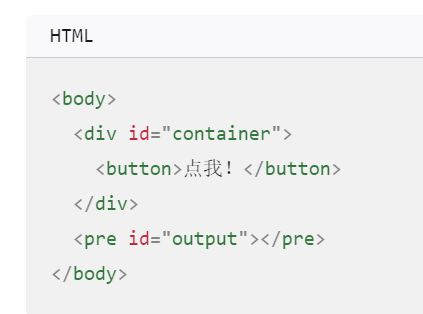 HTML
<body>
<div id="container">
<button>点我！</button>
</div>
<pre id="output"></pre>
</body>